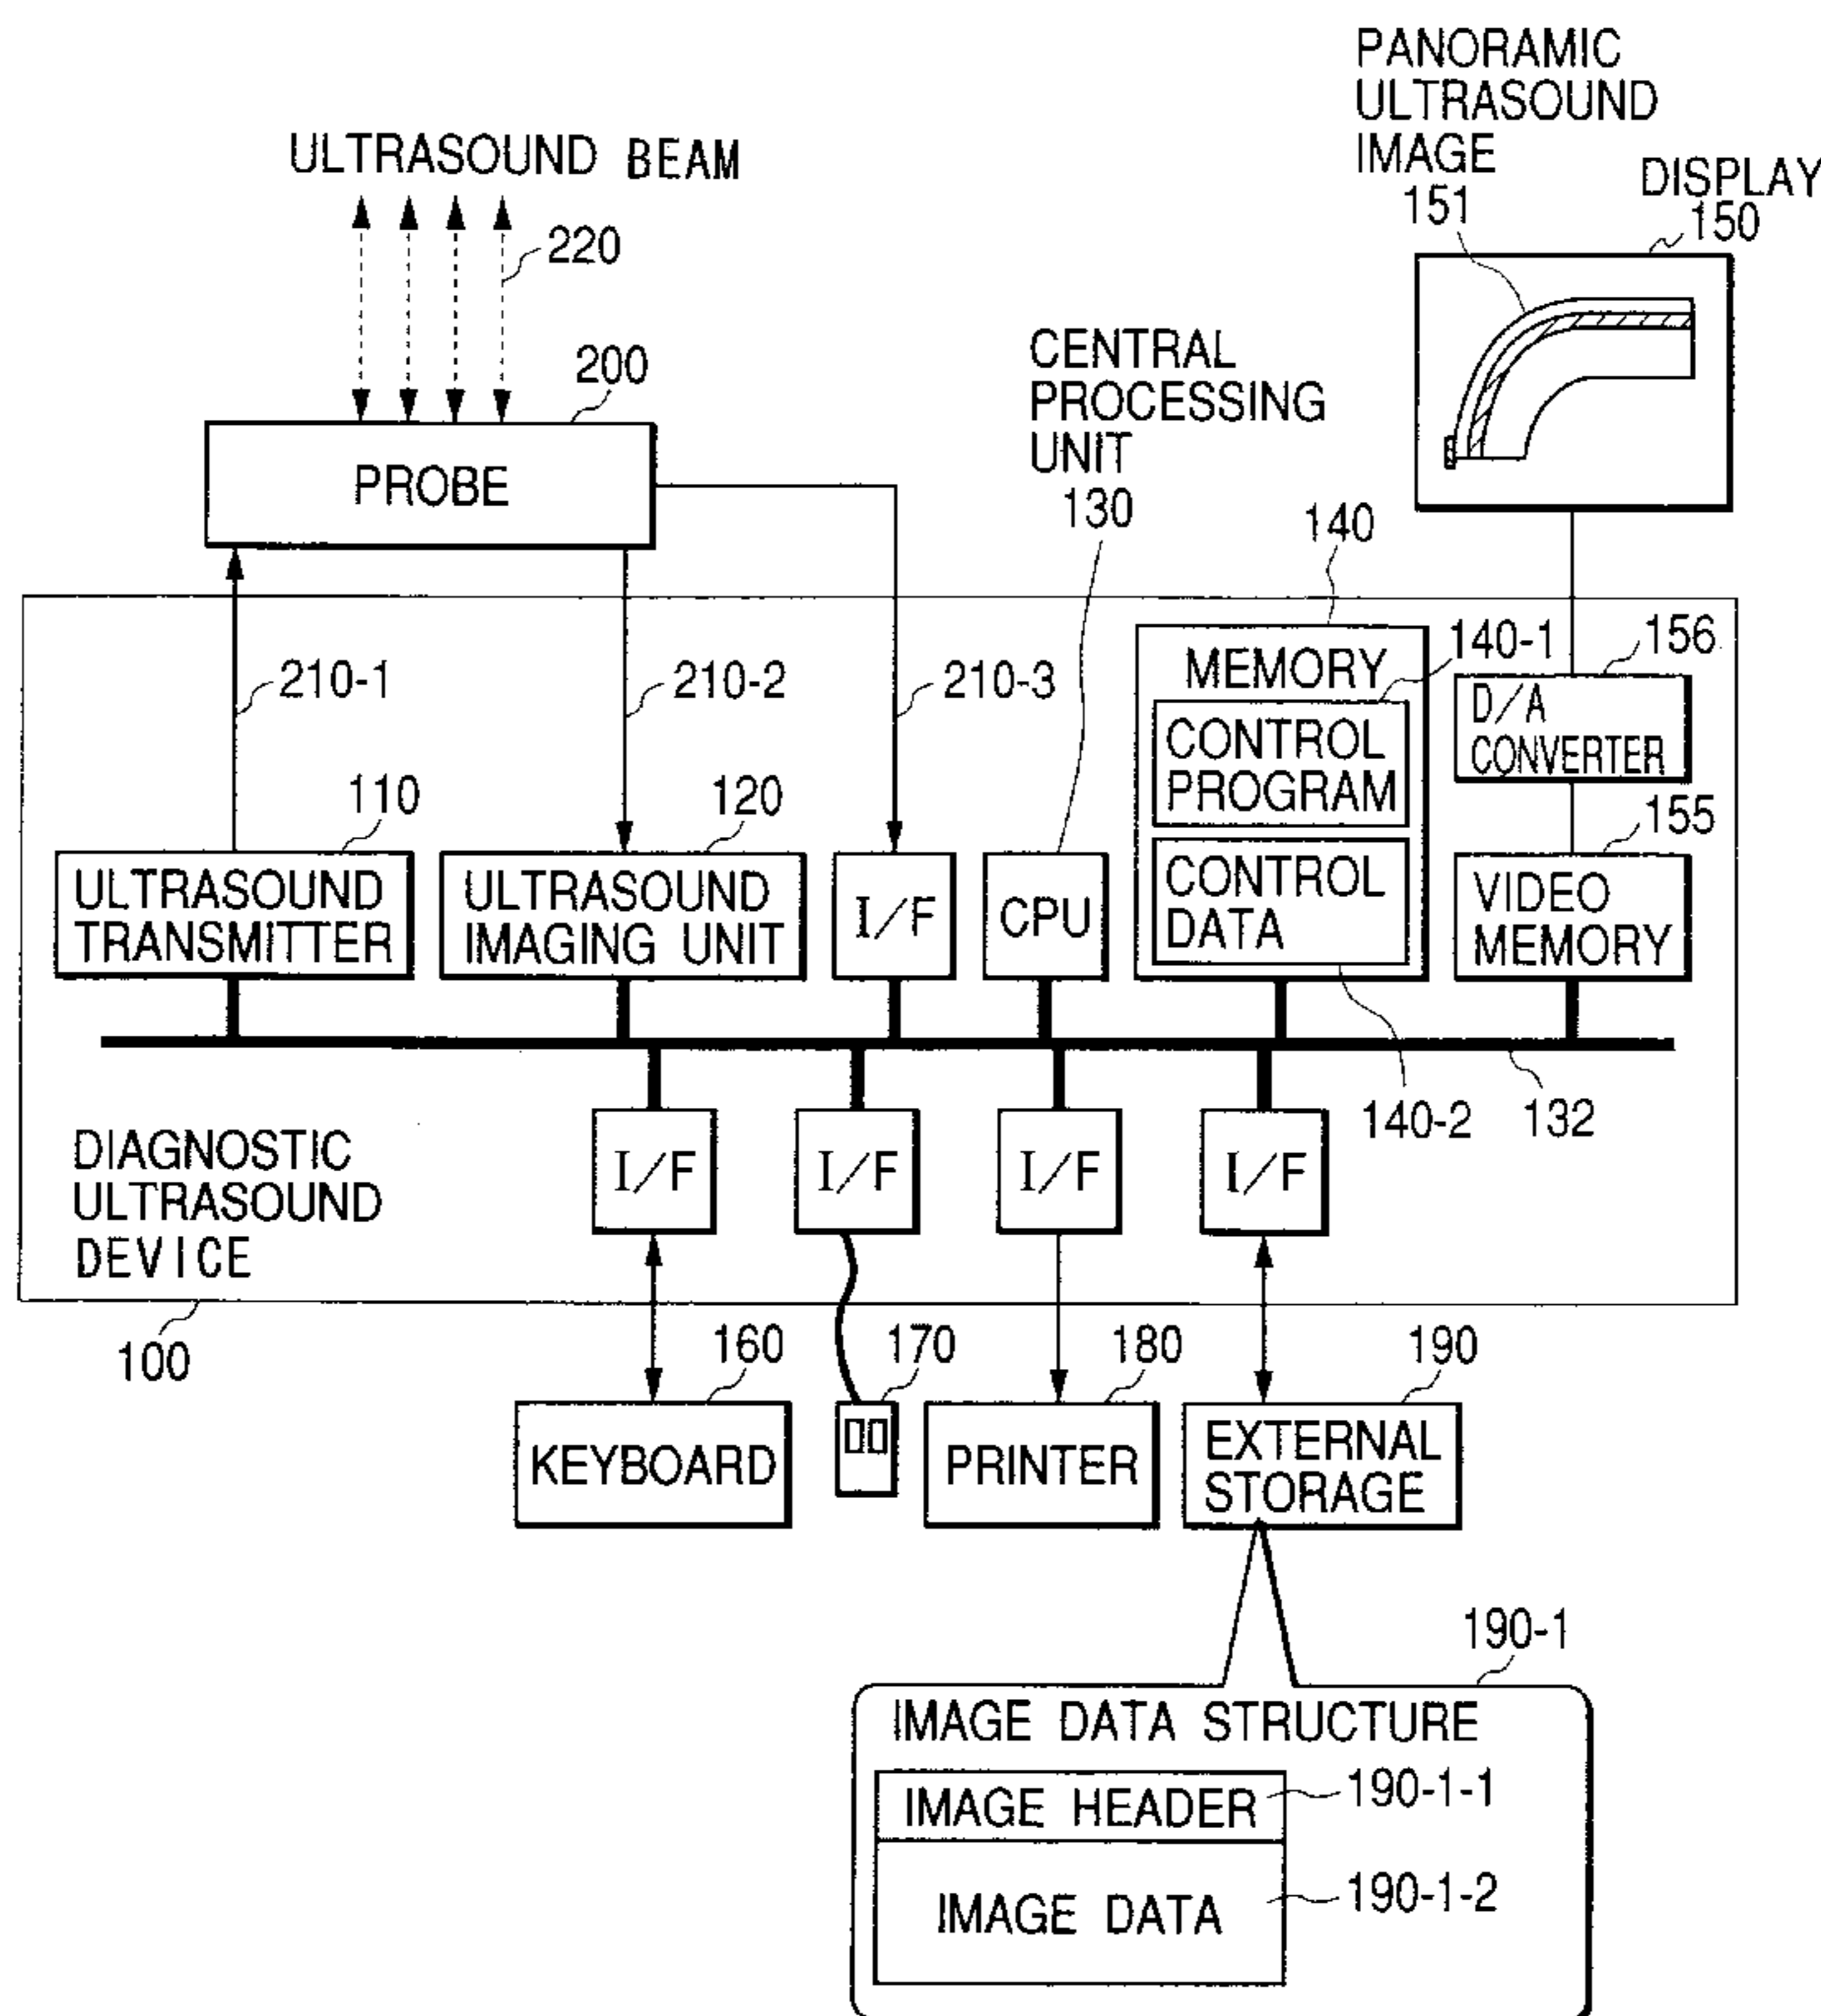 PANORAMIC
ULTRASOUND
IMAGE
151
DISPLAY
150
ULTRASOUND BEAM
220
200
PROBE
CENTRAL
PROCESSING
UNIT
130
140
210-1
210-2
210-3
MEMORY
140-1
CONTROL
PROGRAM
CONTROL
DATA
156
D/A
CONVERTER
155
VIDEO
MEMORY
110
ULTRASOUND
TRANSMITTER
120
ULTRASOUND
IMAGING UNIT
I/F
CPU
140-2
132
DIAGNOSTIC
ULTRASOUND
DEVICE
I/F
I/F
I/F
I/F
100
160
170
180
190
KEYBOARD
PRINTER
EXTERNAL
STORAGE
190-1
IMAGE DATA STRUCTURE
IMAGE HEADER
190-1-1
IMAGE DATA
190-1-2